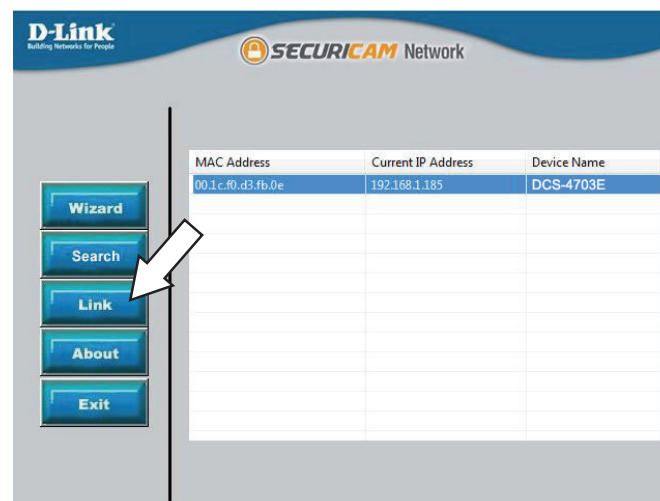 D-Link
Building Networks for People
SECURICAM Network
MAC Address Current IP Address Device Name
00.1c.f0.d3.fb.0e 192.168.1.185 DCS-4703E
Wizard
Search
Link
About
Exit